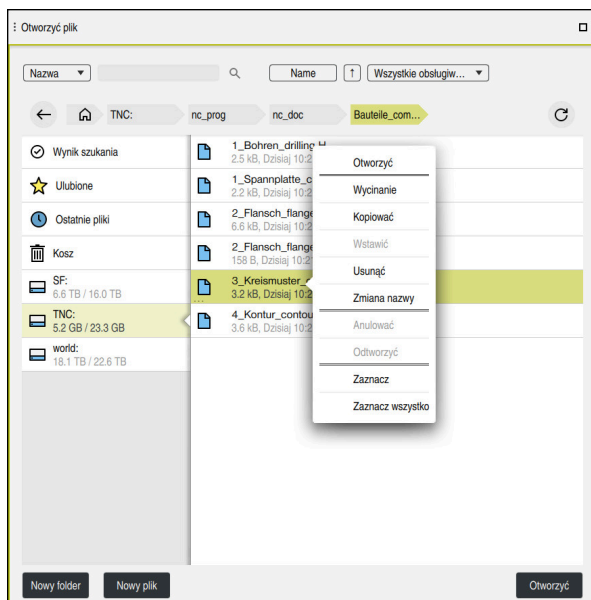 Otworzyć plik
Nazwa Name Wszystkie obsługiw...
TNC: nc_prog nc_doc Bauteile_com...
Wynik szukania
Ulubione
Ostatnie pliki
Kosz
SF:
6.6 TB / 16.0 TB
TNC:
5.2 GB / 23.3 GB
world:
18.1 TB / 22.6 TB
1_Bohren_drilling.H
2.5 kB, Dzisiaj 10:2
1_Spannplatte_c
2.2 kB, Dzisiaj 10:2
2_Flansch_flange
6.6 kB, Dzisiaj 10:2
2_Flansch_flange
158 B, Dzisiaj 10:2
3_Kreismuster_
3.2 kB, Dzisiaj 10:2
4_Kontur_contou
3.6 kB, Dzisiaj 10:2
Otworzyć
Wycinanie
Kopiować
Wstawić
Usunąć
Zmiana nazwy
Anulować
Odtworzyć
Zaznacz
Zaznacz wszystko
Nowy folder Nowy plik Otworzyć